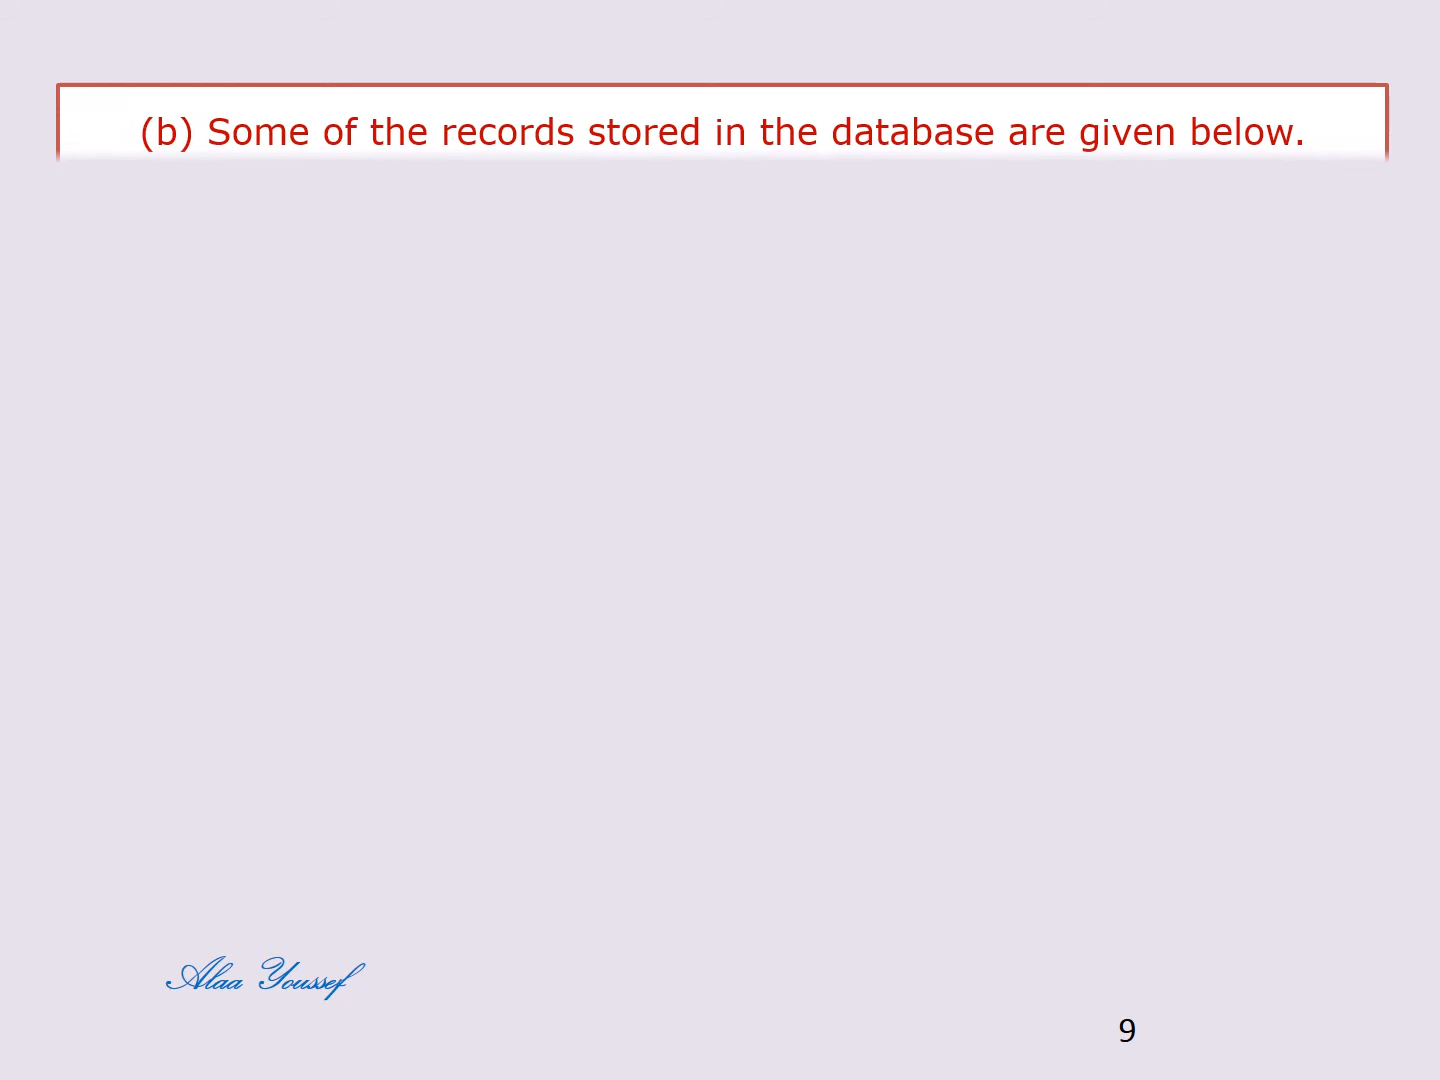 (b) Some of the records stored in the database are given below.
Alaa Youssef
9